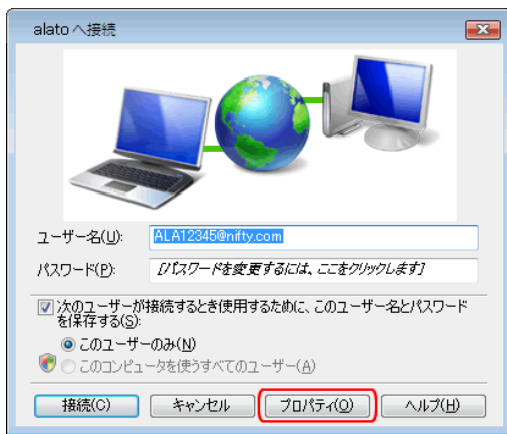 alato へ接続
ユーザー名(U):
ALA12345@nifty.com
パスワード(P):
[パスワードを変更するには、ここをクリックします]
次のユーザーが接続するとき使用するために、このユーザー名とパスワード
を保存する(S):
このユーザーのみ(N)
このコンピュータを使うすべてのユーザー(A)
接続(C)
キャンセル
プロパティ(O)
ヘルプ(H)